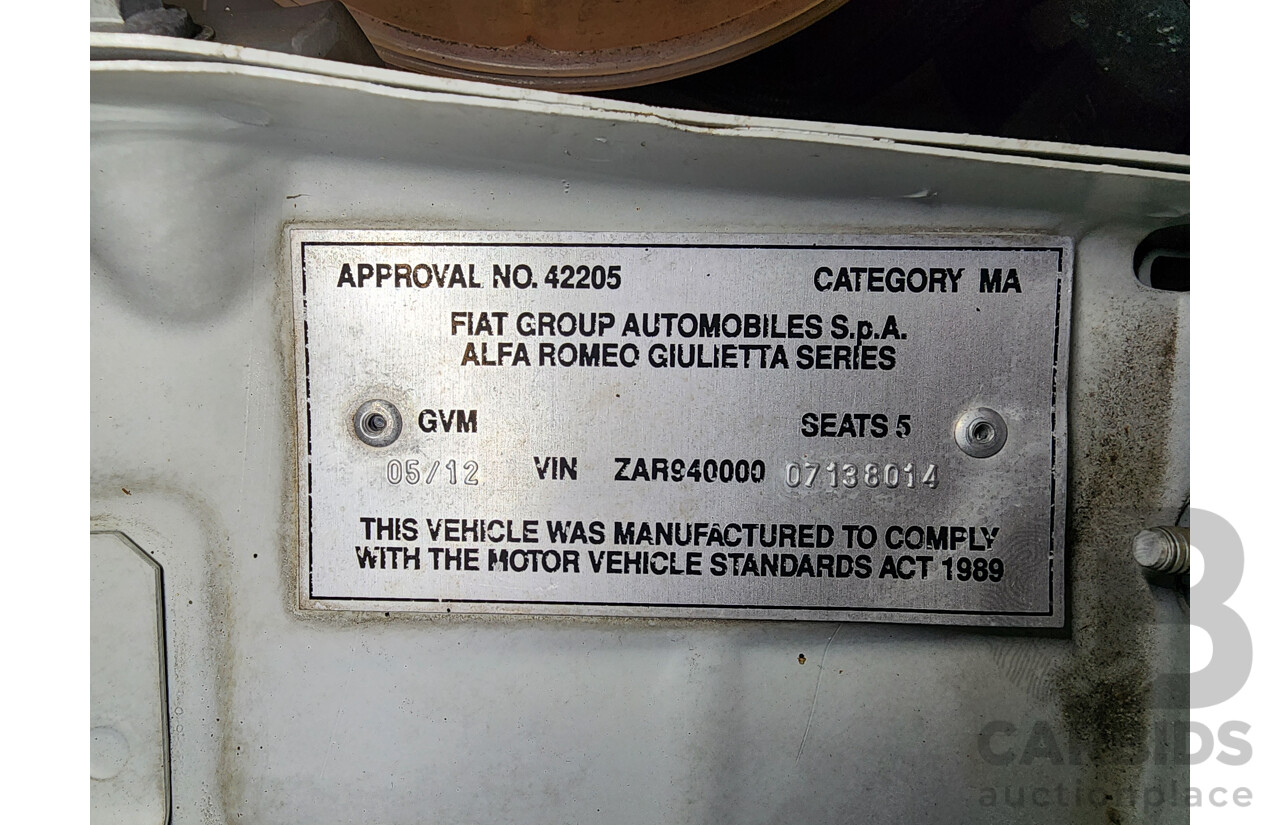 APPROVAL NO. 42205 CATEGORY MA
FIAT GROUP AUTOMOBILES S.p.A.
ALFA ROMEO GIULIETTA SERIES
GVM SEATS 5
05/12 VIN ZAR940000 07138014
THIS VEHICLE WAS MANUFACTURED TO COMPLY
WITH THE MOTOR VEHICLE STANDARDS ACT 1989
B
CANBIDS
auctionplace